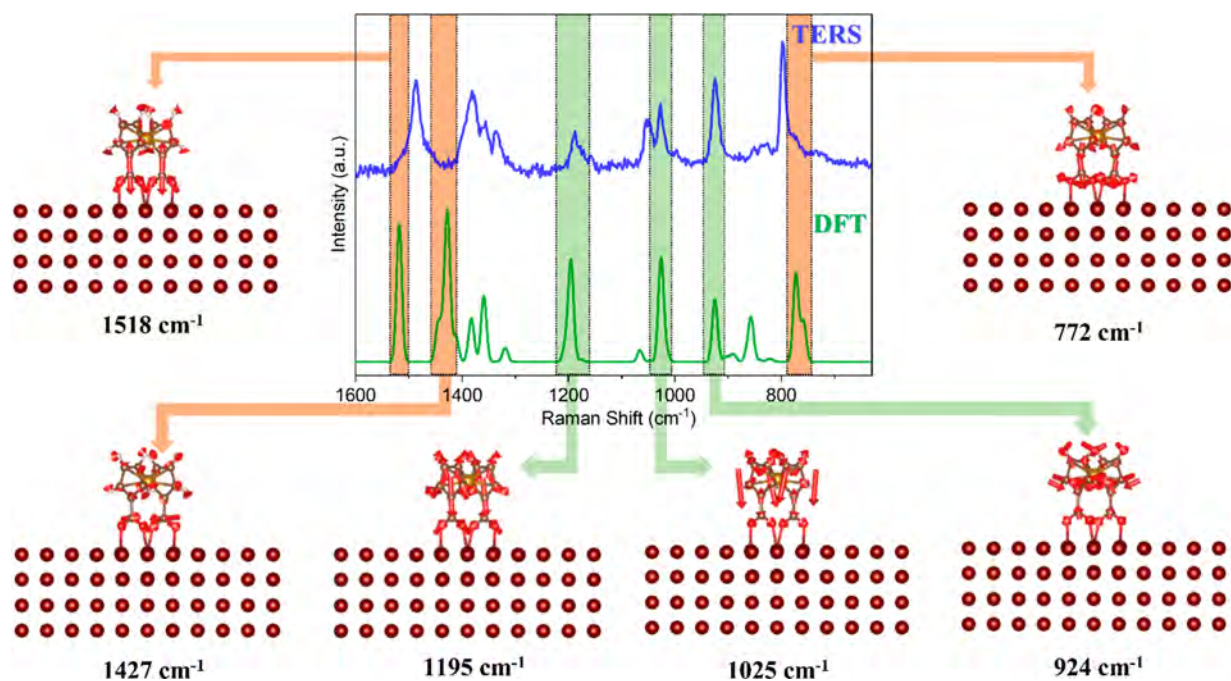 TERS
DFT
Intensity (a.u.)
1600
1400
1200
1000
800
Raman Shift (cm⁻¹)
1518 cm⁻¹
772 cm⁻¹
1427 cm⁻¹
1195 cm⁻¹
1025 cm⁻¹
924 cm⁻¹